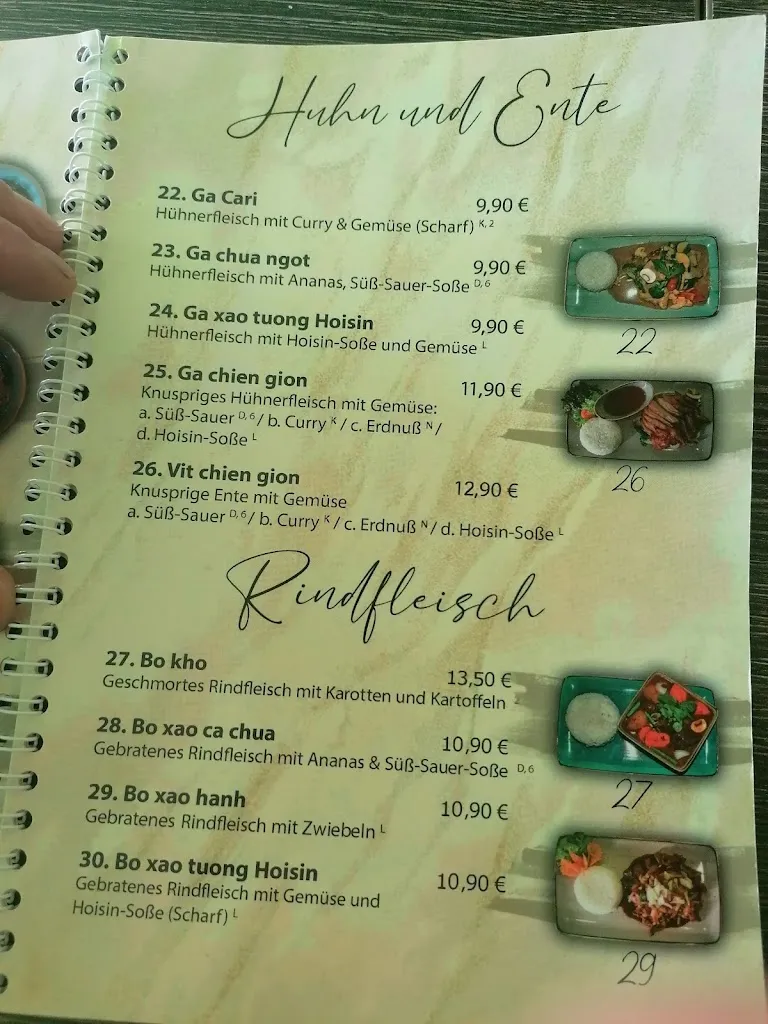 Huhn und Ente
22. Ga Cari 9,90 €
Hühnerfleisch mit Curry & Gemüse (Scharf) K, 2
23. Ga chua ngot 9,90 €
Hühnerfleisch mit Ananas, Süß-Sauer-Soße D, 6
24. Ga xao tuong Hoisin 9,90 €
Hühnerfleisch mit Hoisin-Soße und Gemüse L
22
25. Ga chien gion 11,90 €
Knuspriges Hühnerfleisch mit Gemüse:
a. Süß-Sauer D, 6 / b. Curry K / c. Erdnuß N /
d. Hoisin-Soße L
26. Vit chien gion 12,90 €
Knusprige Ente mit Gemüse
a. Süß-Sauer D, 6 / b. Curry K / c. Erdnuß N / d. Hoisin-Soße L
26
Rindfleisch
27. Bo kho 13,50 €
Geschmortes Rindfleisch mit Karotten und Kartoffeln
28. Bo xao ca chua 10,90 €
Gebratenes Rindfleisch mit Ananas & Süß-Sauer-Soße D, 6
27
29. Bo xao hanh 10,90 €
Gebratenes Rindfleisch mit Zwiebeln L
30. Bo xao tuong Hoisin 10,90 €
Gebratenes Rindfleisch mit Gemüse und
Hoisin-Soße (Scharf) L
29